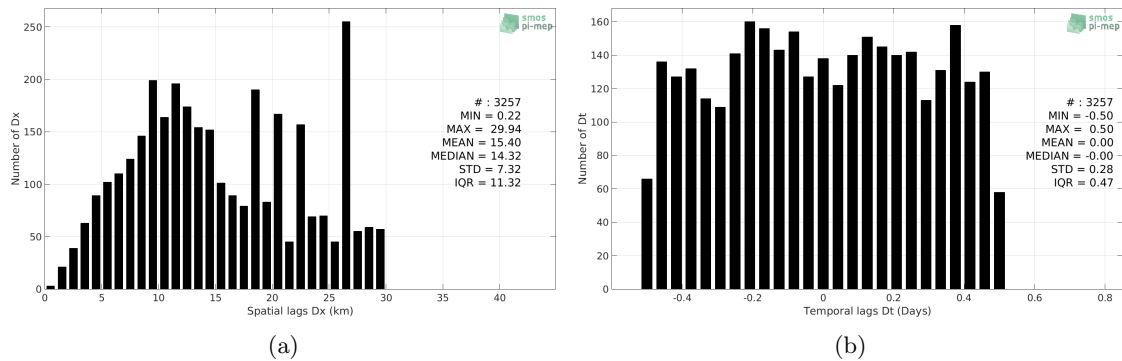 250
200
150
100
50
0
Number of Dx
smos
pi-mep
# : 3257
MIN = 0.22
MAX = 29.94
MEAN = 15.40
MEDIAN = 14.32
STD = 7.32
IQR = 11.32
0 5 10 15 20 25 30 35 40
Spatial lags Dx (km)
(a)
160
140
120
100
80
60
40
20
0
Number of Dt
smos
pi-mep
# : 3257
MIN = -0.50
MAX = 0.50
MEAN = 0.00
MEDIAN = -0.00
STD = 0.28
IQR = 0.47
-0.4 -0.2 0 0.2 0.4 0.6 0.8
Temporal lags Dt (Days)
(b)